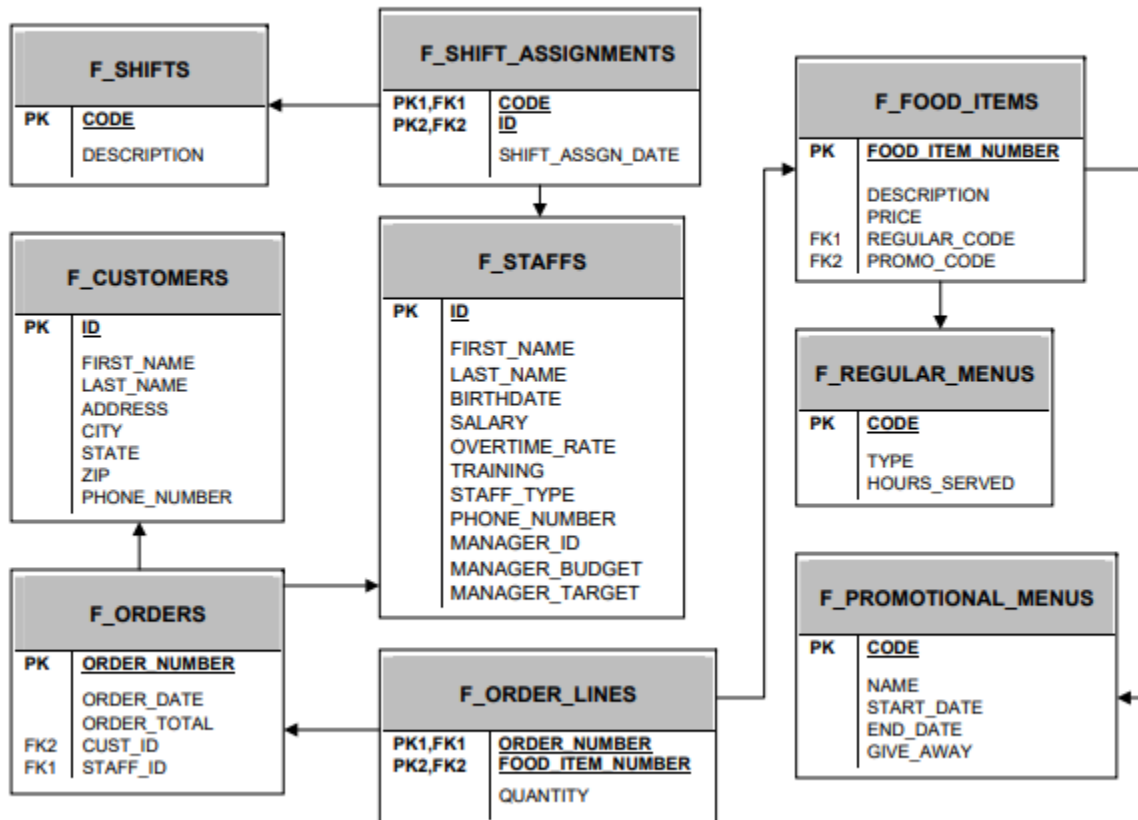 F_SHIFTS
PK CODE
DESCRIPTION
F_SHIFT_ASSIGNMENTS
PK1,FK1 CODE
PK2,FK2 ID
SHIFT_ASSGN_DATE
F_FOOD_ITEMS
PK FOOD_ITEM_NUMBER
DESCRIPTION
PRICE
FK1 REGULAR_CODE
FK2 PROMO_CODE
F_CUSTOMERS
PK ID
FIRST_NAME
LAST_NAME
ADDRESS
CITY
STATE
ZIP
PHONE_NUMBER
F_STAFFS
PK ID
FIRST_NAME
LAST_NAME
BIRTHDATE
SALARY
OVERTIME_RATE
TRAINING
STAFF_TYPE
PHONE_NUMBER
MANAGER_ID
MANAGER_BUDGET
MANAGER_TARGET
F_REGULAR_MENUS
PK CODE
TYPE
HOURS_SERVED
F_ORDERS
PK ORDER_NUMBER
ORDER_DATE
ORDER_TOTAL
FK2 CUST_ID
FK1 STAFF_ID
F_ORDER_LINES
PK1,FK1 ORDER_NUMBER
PK2,FK2 FOOD_ITEM_NUMBER
QUANTITY
F_PROMOTIONAL_MENUS
PK CODE
NAME
START_DATE
END_DATE
GIVE_AWAY